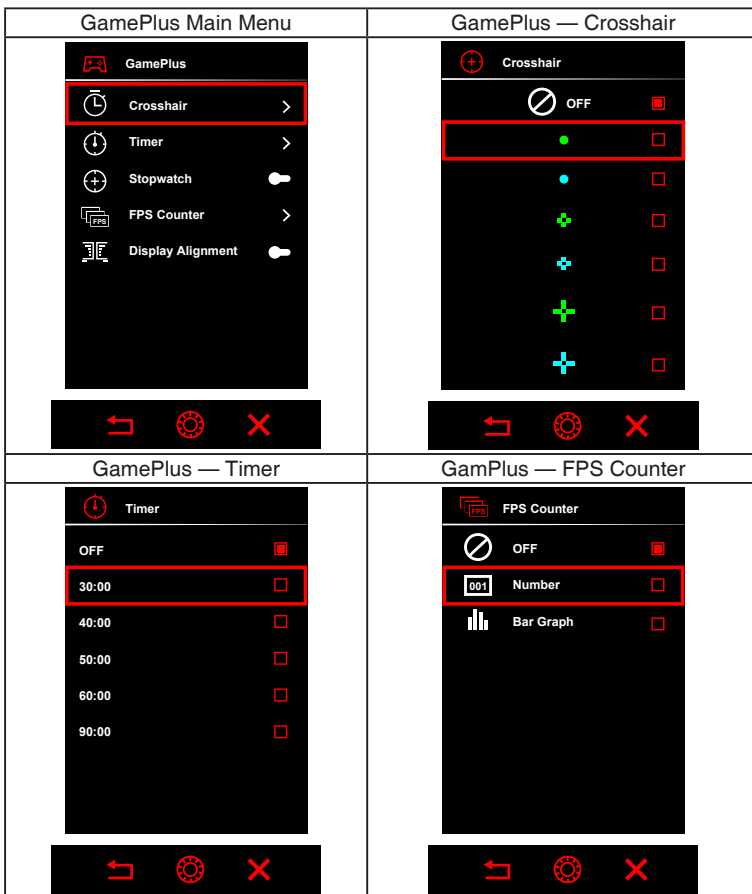 GamePlus Main Menu
GamePlus — Crosshair
GamePlus
Crosshair
Timer
Stopwatch
FPS FPS Counter
Display Alignment
Crosshair
OFF
GamePlus — Timer
GamPlus — FPS Counter
Timer
OFF
30:00
40:00
50:00
60:00
90:00
FPS FPS Counter
OFF
001 Number
Bar Graph